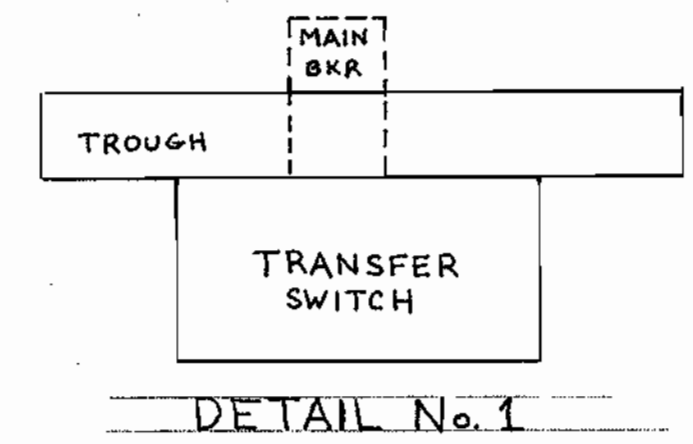 MAIN
BKR
TROUGH
TRANSFER
SWITCH
DETAIL No. 1